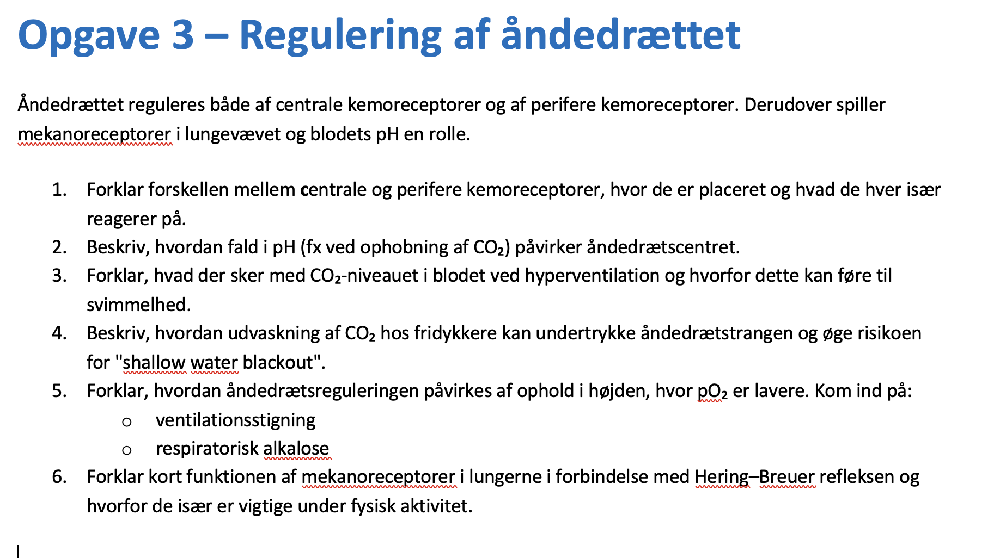 Opgave 3 – Regulering af åndedrættet
Åndedrættet reguleres både af centrale kemoreceptorer og af perifere kemoreceptorer. Derudover spiller
mekanoreceptorer i lungevævet og blodets pH en rolle.
1. Forklar forskellen mellem centrale og perifere kemoreceptorer, hvor de er placeret og hvad de hver især
reagerer på.
2. Beskriv, hvordan fald i pH (fx ved ophobning af CO₂) påvirker åndedrætscentret.
3. Forklar, hvad der sker med CO₂-niveauet i blodet ved hyperventilation og hvorfor dette kan føre til
svimmelhed.
4. Beskriv, hvordan udvaskning af CO₂ hos fridykkere kan undertrykke åndedrætstrangen og øge risikoen
for "shallow water blackout".
5. Forklar, hvordan åndedrætsreguleringen påvirkes af ophold i højden, hvor pO₂ er lavere. Kom ind på:
○ ventilationsstigning
○ respiratorisk alkalose
6. Forklar kort funktionen af mekanoreceptorer i lungerne i forbindelse med Hering–Breuer refleksen og
hvorfor de især er vigtige under fysisk aktivitet.